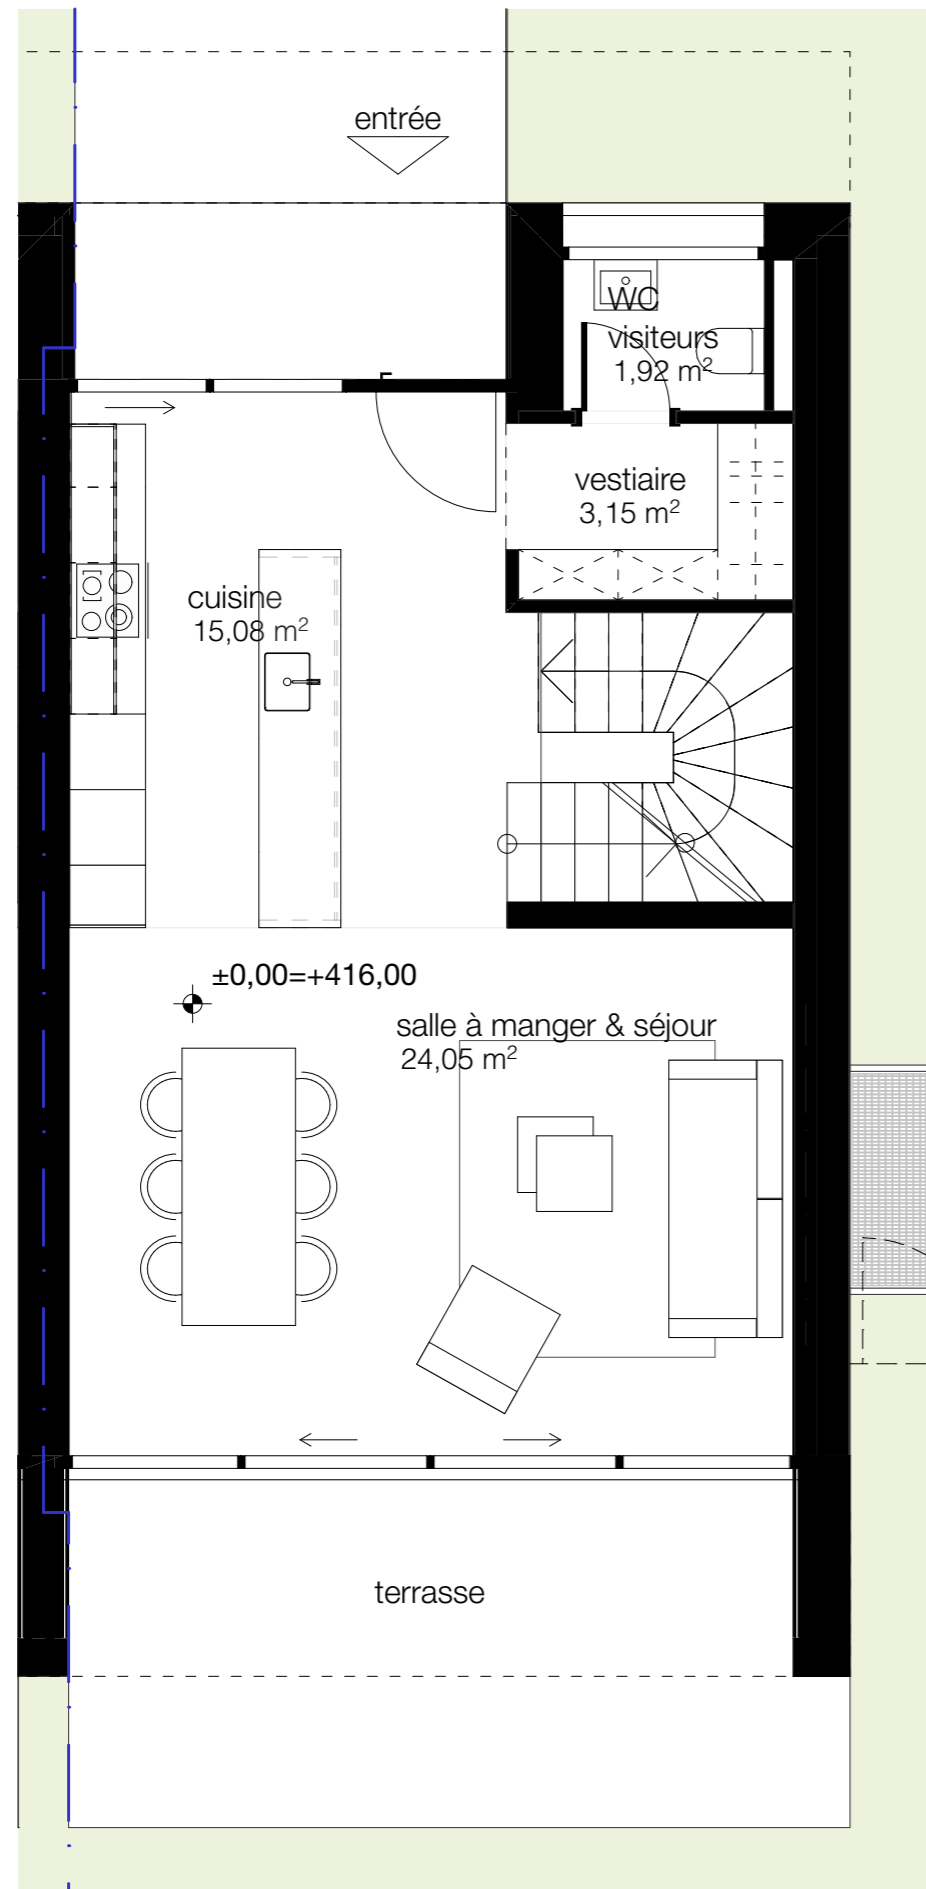 entrée
WC
visiteurs
1,92 m²
vestiaire
3,15 m²
cuisine
15,08 m²
±0,00=+416,00
salle à manger & séjour
24,05 m²
terrasse